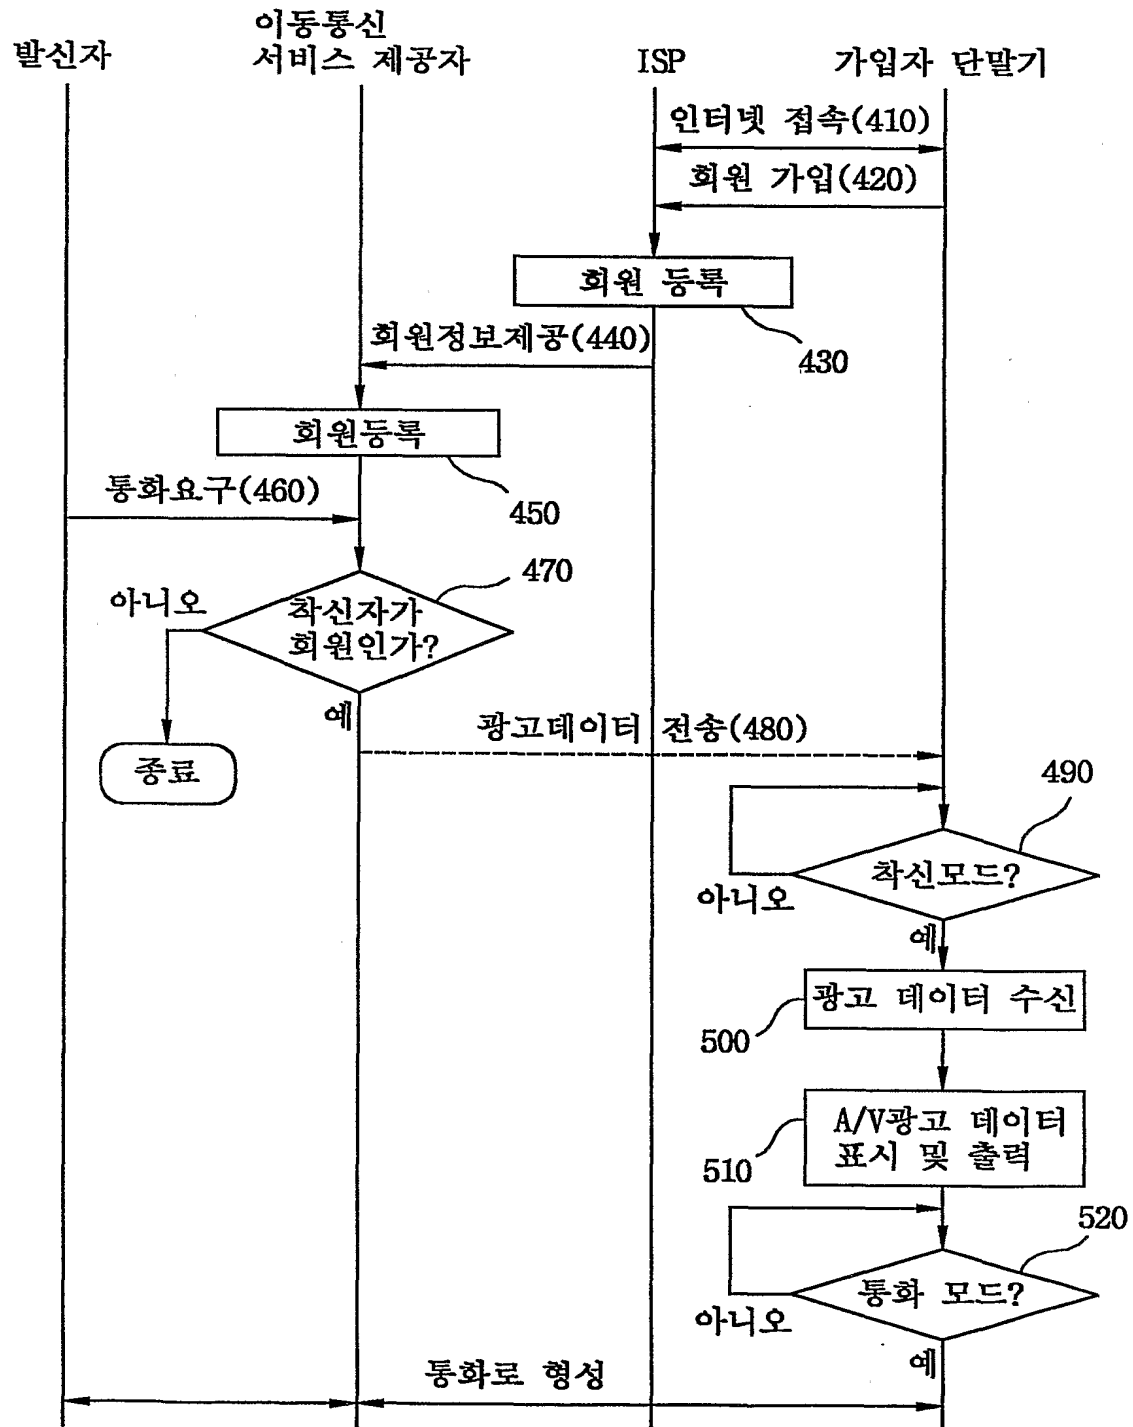 발신자
이동통신
서비스 제공자
ISP
가입자 단말기
인터넷 접속(410)
회원 가입(420)
회원 등록
430
회원정보제공(440)
회원등록
450
통화요구(460)
470
착신자가
회원인가?
아니오
예
종료
광고데이터 전송(480)
490
착신모드?
아니오
예
광고 데이터 수신
500
A/V광고 데이터
표시 및 출력
510
520
통화 모드?
아니오
예
통화로 형성